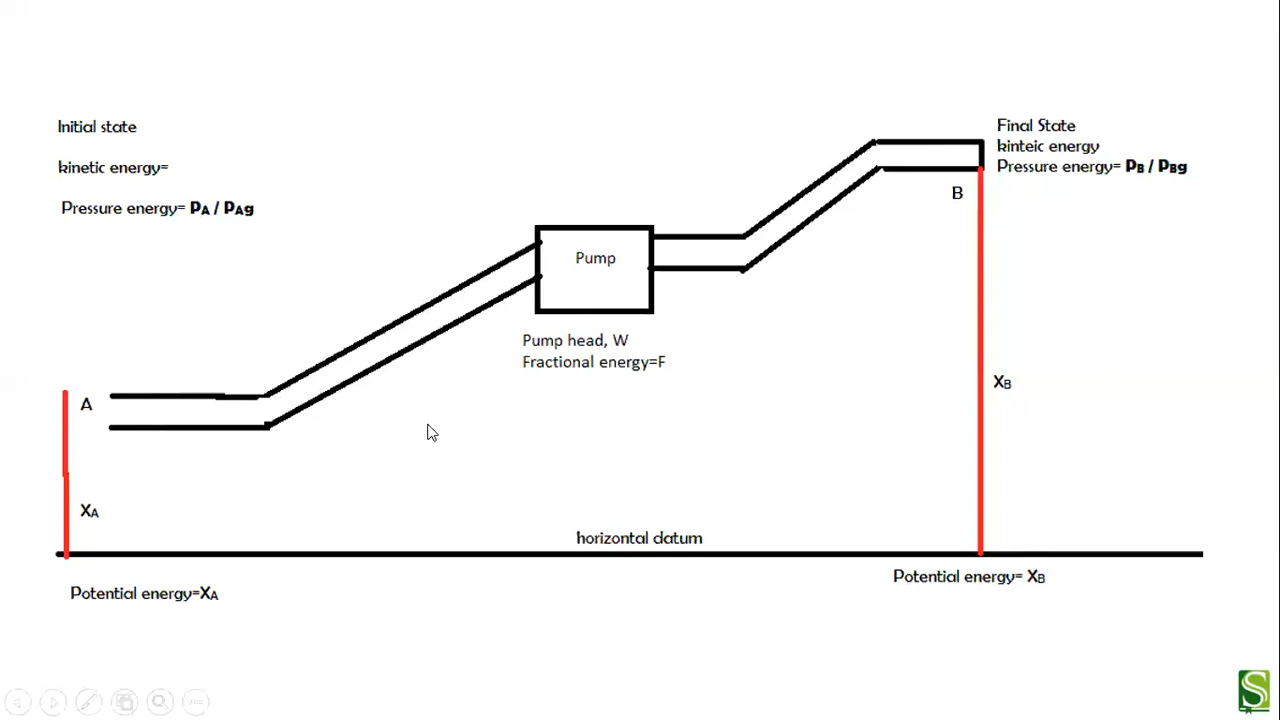 Initial state
kinetic energy=
Pressure energy= PA / PAg
Final State
kinteic energy
Pressure energy= PB / PBg
B
Pump
Pump head, W
Fractional energy=F
A
XB
XA
horizontal datum
Potential energy= XB
Potential energy=XA
S